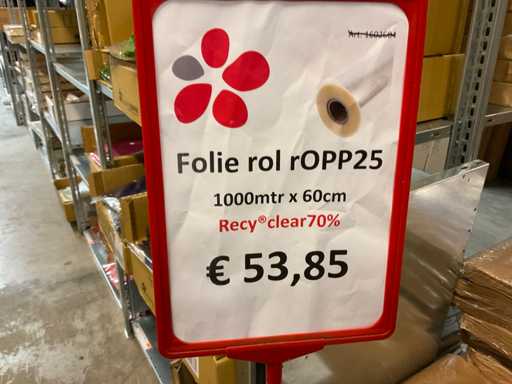 Folie rol rOPP25
1000mtr x 60cm
Recy®clear70%
€ 53,85